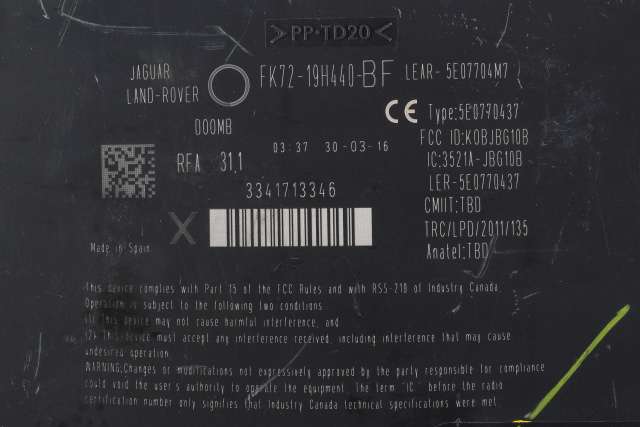 >PP-TD20<
JAGUAR
LAND-ROVER
FK72-19H440-BF
LEAR- 5E07704M7
CE Type:5E0770437
D00MB
FCC ID:KOBJBG10B
03:37 30-03-16
RFA 31,1
IC:3521A-JBG10B
3341713346
LER-5E0770437
CMIIT:TBD
X
TRC/LPD/2011/135
Made in Spain
Anatel:TBD
This device complies with Part 15 of the FCC Rules and with RSS-210 of Industry Canada
Operation is subject to the following two conditions
(1) This device may not cause harmful interference, and
(2) This device must accept any interference received, including interference that may cause
undesired operation
WARNING:Changes or modifications not expressively approved by the party responsible for compliance
could void the user's authority to operate the equipment. The term "IC" before the radio
certification number only signifies that Industry Canada technical specifications were met